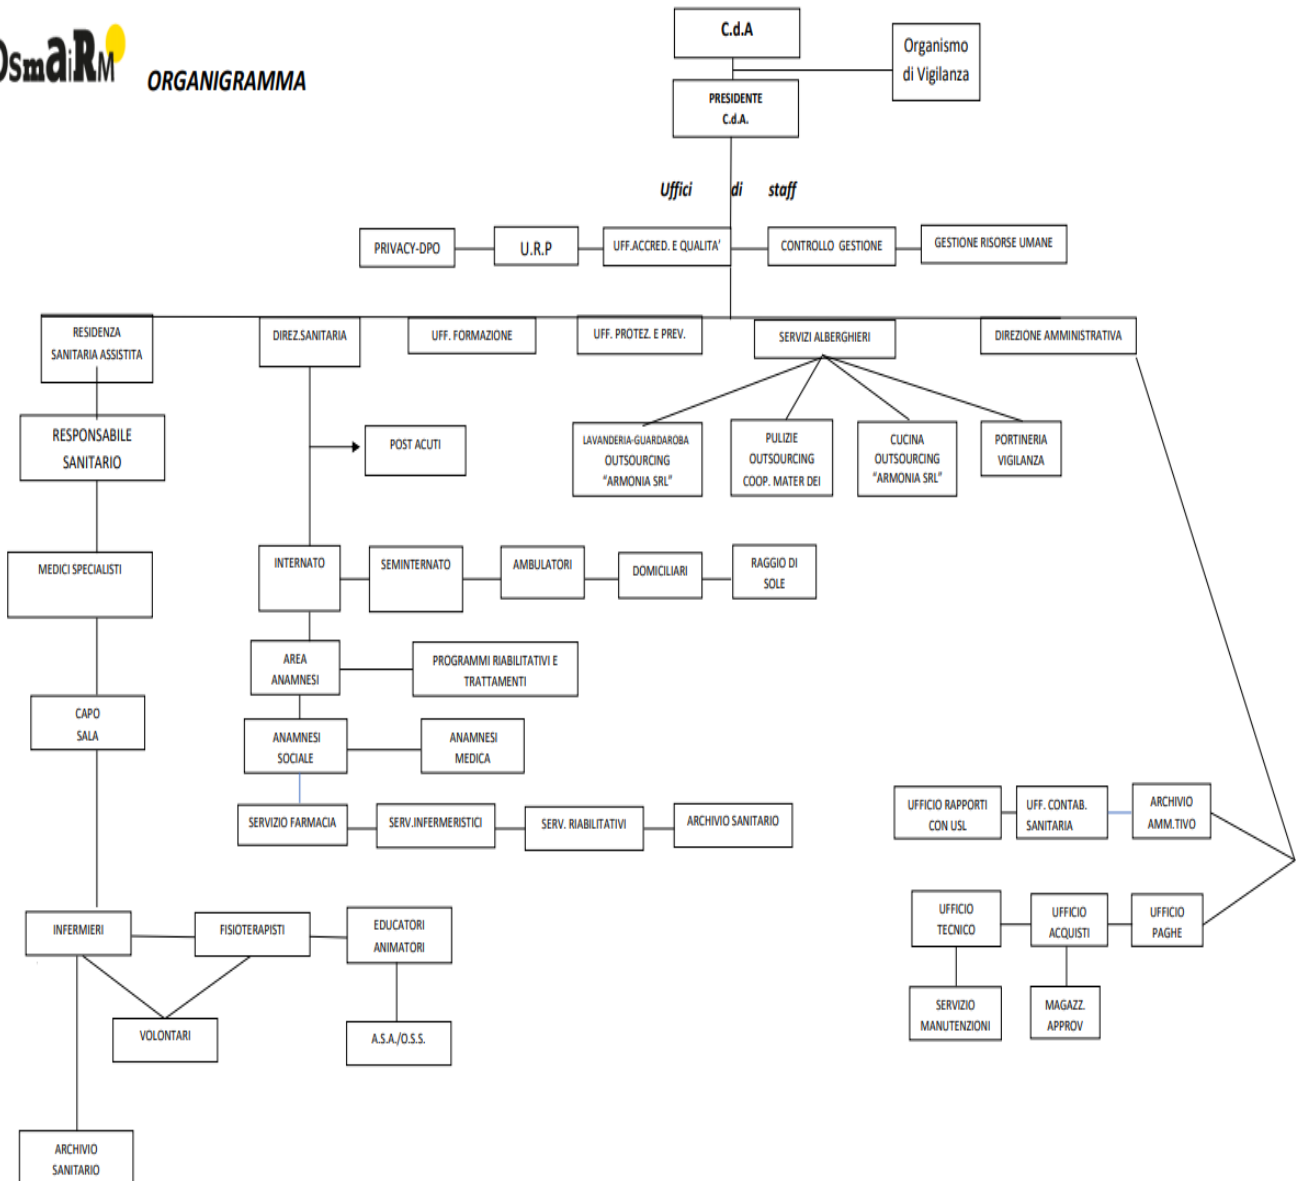 OsmaiRM
ORGANIGRAMMA
C.d.A
Organismo
di Vigilanza
PRESIDENTE
C.d.A.
Uffici di staff
PRIVACY-DPO
U.R.P
UFF.ACCRED. E QUALITA'
CONTROLLO GESTIONE
GESTIONE RISORSE UMANE
RESIDENZA
SANITARIA ASSISTITA
DIREZ.SANITARIA
UFF. FORMAZIONE
UFF. PROTEZ. E PREV.
SERVIZI ALBERGHIERI
DIREZIONE AMMINISTRATIVA
RESPONSABILE
SANITARIO
POST ACUTI
LAVANDERIA-GUARDAROBA
OUTSOURCING
“ARMONIA SRL”
PULIZIE
OUTSOURCING
COOP. MATER DEI
CUCINA
OUTSOURCING
“ARMONIA SRL”
PORTINERIA
VIGILANZA
MEDICI SPECIALISTI
INTERNATO
SEMINTERNATO
AMBULATORI
DOMICILIARI
RAGGIO DI
SOLE
AREA
ANAMNESI
PROGRAMMI RIABILITATIVI E
TRATTAMENTI
CAPO
SALA
ANAMNESI
SOCIALE
ANAMNESI
MEDICA
SERVIZIO FARMACIA
SERV.INFERMERISTICI
SERV. RIABILITATIVI
ARCHIVIO SANITARIO
UFFICIO RAPPORTI
CON USL
UFF. CONTAB.
SANITARIA
ARCHIVIO
AMM.TIVO
INFERMIERI
FISIOTERAPISTI
EDUCATORI
ANIMATORI
UFFICIO
TECNICO
UFFICIO
ACQUISTI
UFFICIO
PAGHE
VOLONTARI
A.S.A./O.S.S.
SERVIZIO
MANUTENZIONI
MAGAZZ.
APPROV
ARCHIVIO
SANITARIO